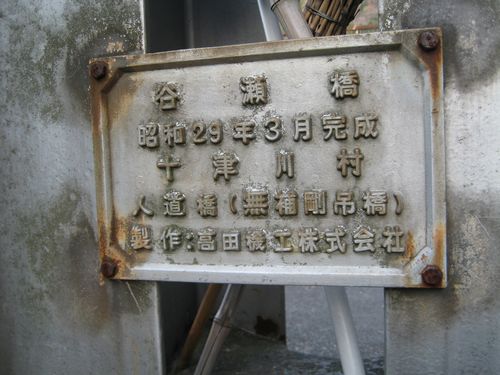 谷瀬橋
昭和29年3月完成
十津川村
人道橋(無補剛吊橋)
製作:富田機工株式会社